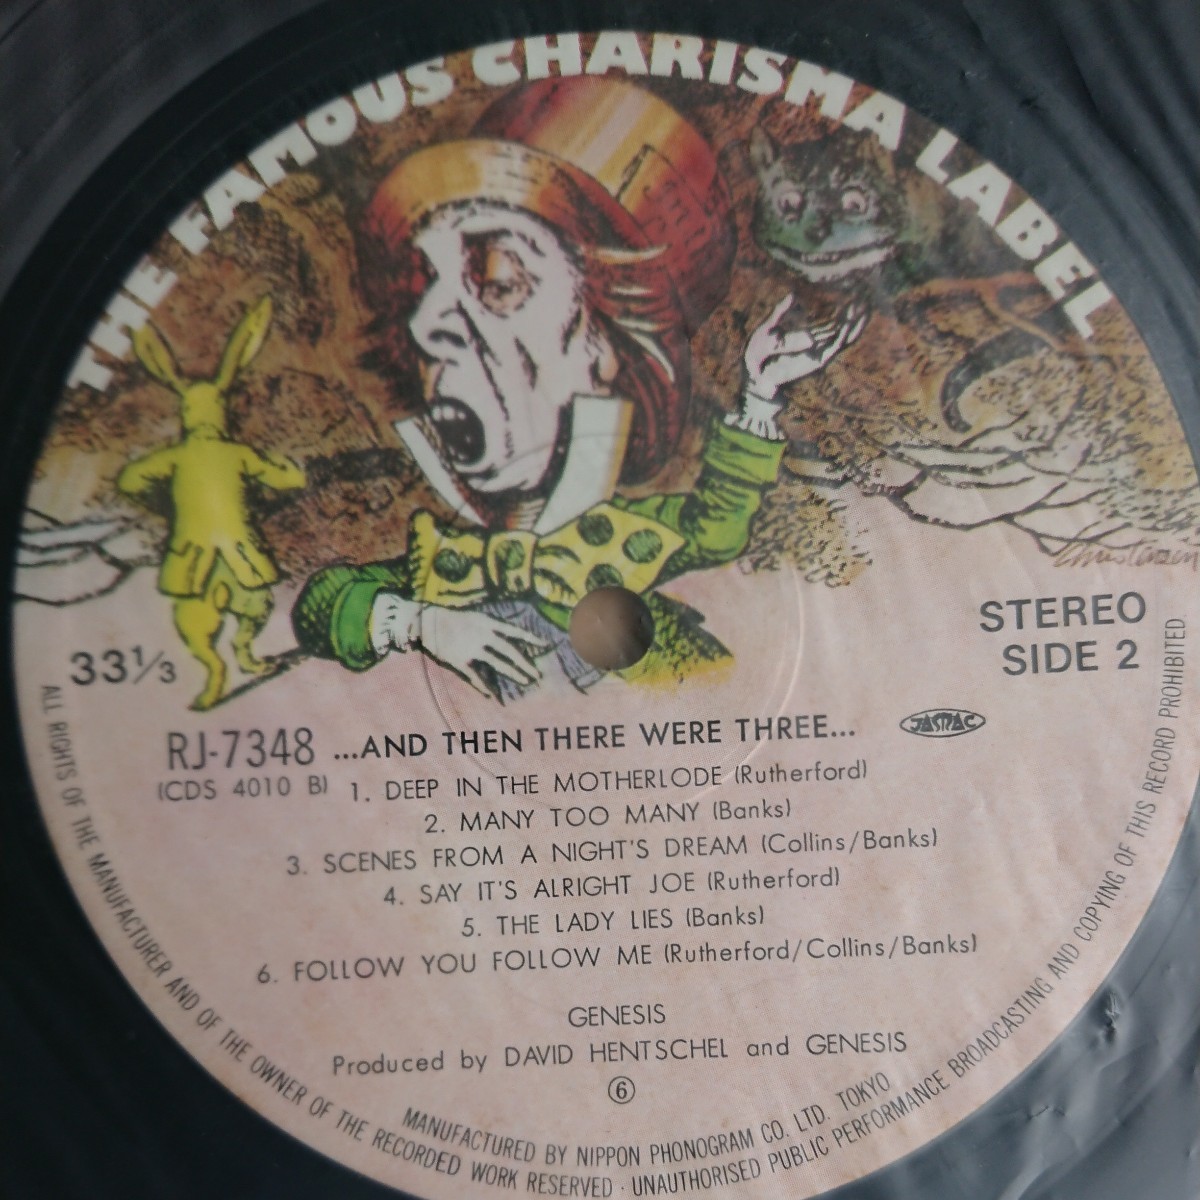 THE FAMOUS CHARISMA LABEL
Christensen
33⅓
STEREO
SIDE 2
RJ-7348 ...AND THEN THERE WERE THREE... JASRAC
(CDS 4010 B) 1. DEEP IN THE MOTHERLODE (Rutherford)
2. MANY TOO MANY (Banks)
3. SCENES FROM A NIGHT'S DREAM (Collins/Banks)
4. SAY IT'S ALRIGHT JOE (Rutherford)
5. THE LADY LIES (Banks)
6. FOLLOW YOU FOLLOW ME (Rutherford/Collins/Banks)
GENESIS
Produced by DAVID HENTSCHEL and GENESIS
⑥
MANUFACTURED BY NIPPON PHONOGRAM CO. LTD. TOKYO
ALL RIGHTS OF THE MANUFACTURER AND OF THE OWNER OF THE RECORDED WORK RESERVED · UNAUTHORISED PUBLIC PERFORMANCE BROADCASTING AND COPYING OF THIS RECORD PROHIBITED.